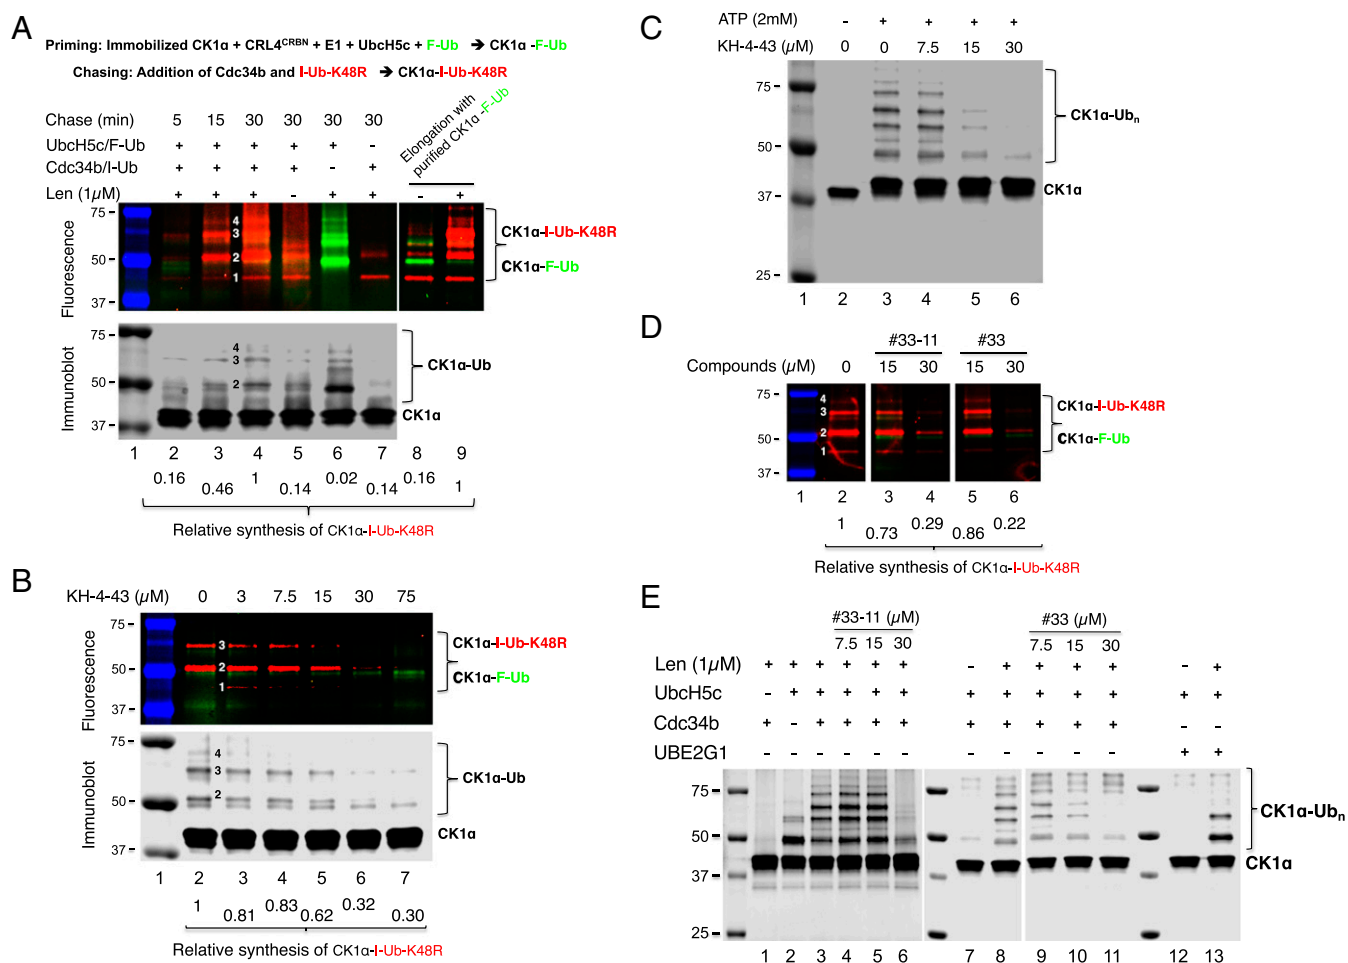 A
Priming: Immobilized CK1α + CRL4CRBN + E1 + UbcH5c + F-Ub ➔ CK1α -F-Ub
Chasing: Addition of Cdc34b and I-Ub-K48R ➔ CK1α-I-Ub-K48R
Elongation with
purified CK1α -F-Ub
Chase (min) 5 15 30 30 30 30
UbcH5c/F-Ub + + + + + -
Cdc34b/I-Ub + + + + - +
Len (1µM) + + + - + + - +
Fluorescence
75
50
37
4
3
2
1
CK1α-I-Ub-K48R
CK1α-F-Ub
Immunoblot
75
50
37
4
3
2
CK1α-Ub
CK1α
1 2 3 4 5 6 7 8 9
0.16 0.46 1 0.14 0.02 0.14 0.16 1
Relative synthesis of CK1α-I-Ub-K48R
B
KH-4-43 (µM) 0 3 7.5 15 30 75
Fluorescence
75
50
37
3
2
1
CK1α-I-Ub-K48R
CK1α-F-Ub
Immunoblot
75
50
37
4
3
2
CK1α-Ub
CK1α
1 2 3 4 5 6 7
1 0.81 0.83 0.62 0.32 0.30
Relative synthesis of CK1α-I-Ub-K48R
C
ATP (2mM) - + + + +
KH-4-43 (µM) 0 0 7.5 15 30
75
50
37
25
CK1α-Ubn
CK1α
1 2 3 4 5 6
D
#33-11 #33
Compounds (µM) 0 15 30 15 30
75
50
37
4
3
2
1
CK1α-I-Ub-K48R
CK1α-F-Ub
1 2 3 4 5 6
1 0.73 0.29 0.86 0.22
Relative synthesis of CK1α-I-Ub-K48R
E
#33-11 (µM) #33 (µM)
7.5 15 30 7.5 15 30
Len (1µM) + + + + + + - + + + + - +
UbcH5c - + + + + + + + + + + + +
Cdc34b + - + + + + + + + + + - -
UBE2G1 - - - - - - - - - - - + +
75
50
37
25
CK1α-Ubn
CK1α
1 2 3 4 5 6 7 8 9 10 11 12 13